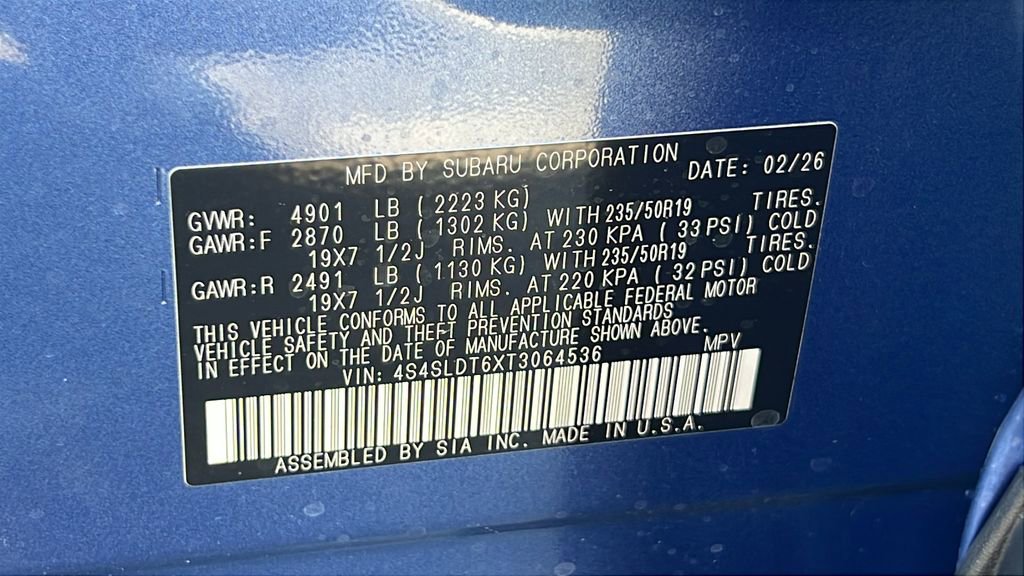 MFD BY SUBARU CORPORATION DATE: 02/26
GVWR: 4901 LB ( 2223 KG)
GAWR:F 2870 LB ( 1302 KG) WITH 235/50R19 TIRES.
19X7 1/2J RIMS. AT 230 KPA ( 33 PSI) COLD
GAWR:R 2491 LB ( 1130 KG) WITH 235/50R19 TIRES.
19X7 1/2J RIMS. AT 220 KPA ( 32 PSI) COLD
THIS VEHICLE CONFORMS TO ALL APPLICABLE FEDERAL MOTOR
VEHICLE SAFETY AND THEFT PREVENTION STANDARDS
IN EFFECT ON THE DATE OF MANUFACTURE SHOWN ABOVE.
VIN: 4S4SLDT6XT3064536 MPV
ASSEMBLED BY SIA INC. MADE IN U.S.A.